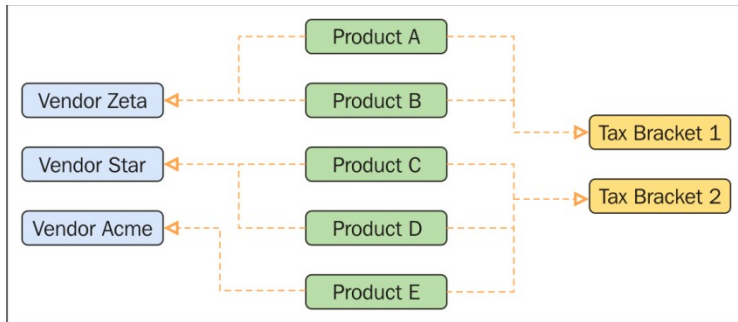 Product A
Vendor Zeta
Product B
Tax Bracket 1
Vendor Star
Product C
Tax Bracket 2
Vendor Acme
Product D
Product E